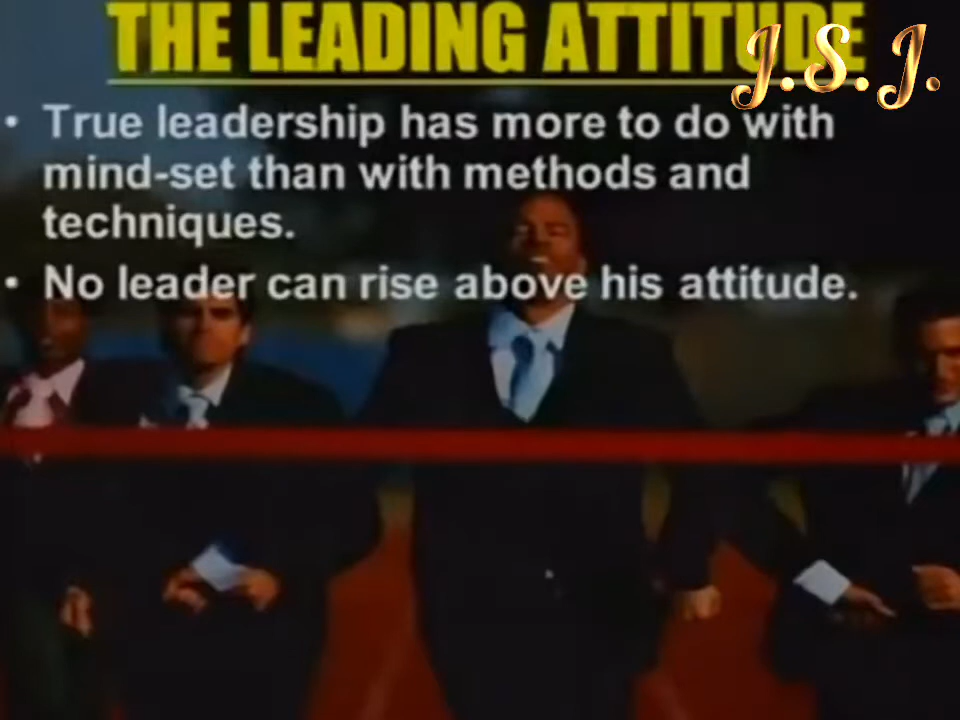 THE LEADING ATTITUDE
J.S.J.
• True leadership has more to do with
mind-set than with methods and
techniques.
• No leader can rise above his attitude.